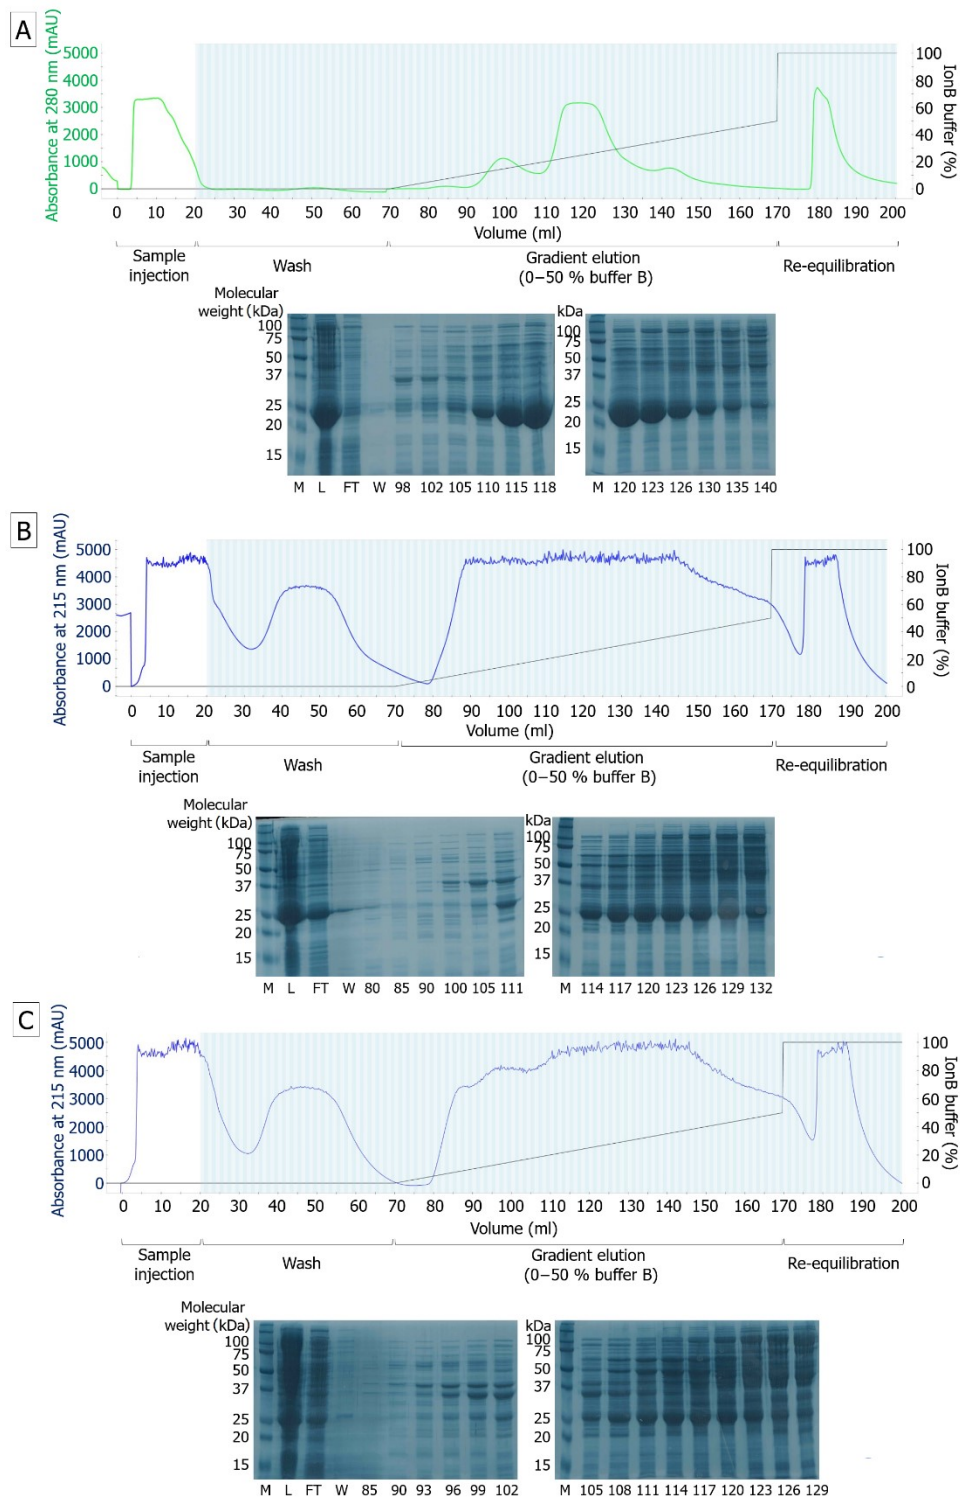 A
Absorbance at 280 nm (mAU)
5000
4000
3000
2000
1000
0
100
80
60
40
20
0
IonB buffer (%)
0 10 20 30 40 50 60 70 80 90 100 110 120 130 140 150 160 170 180 190 200
Volume (ml)
Sample injection
Wash
Gradient elution
(0–50 % buffer B)
Re-equilibration
Molecular weight (kDa)
100
75
50
37
25
20
15
M L FT W 98 102 105 110 115 118
kDa
100
75
50
37
25
20
15
M 120 123 126 130 135 140
B
Absorbance at 215 nm (mAU)
5000
4000
3000
2000
1000
0
100
80
60
40
20
0
IonB buffer (%)
0 10 20 30 40 50 60 70 80 90 100 110 120 130 140 150 160 170 180 190 200
Volume (ml)
Sample injection
Wash
Gradient elution
(0–50 % buffer B)
Re-equilibration
Molecular weight (kDa)
100
75
50
37
25
20
15
M L FT W 80 85 90 100 105 111
kDa
100
75
50
37
25
20
15
M 114 117 120 123 126 129 132
C
Absorbance at 215 nm (mAU)
5000
4000
3000
2000
1000
0
100
80
60
40
20
0
IonB buffer (%)
0 10 20 30 40 50 60 70 80 90 100 110 120 130 140 150 160 170 180 190 200
Volume (ml)
Sample injection
Wash
Gradient elution
(0–50 % buffer B)
Re-equilibration
Molecular weight (kDa)
100
75
50
37
25
20
15
M L FT W 85 90 93 96 99 102
kDa
100
75
50
37
25
20
15
M 105 108 111 114 117 120 123 126 129